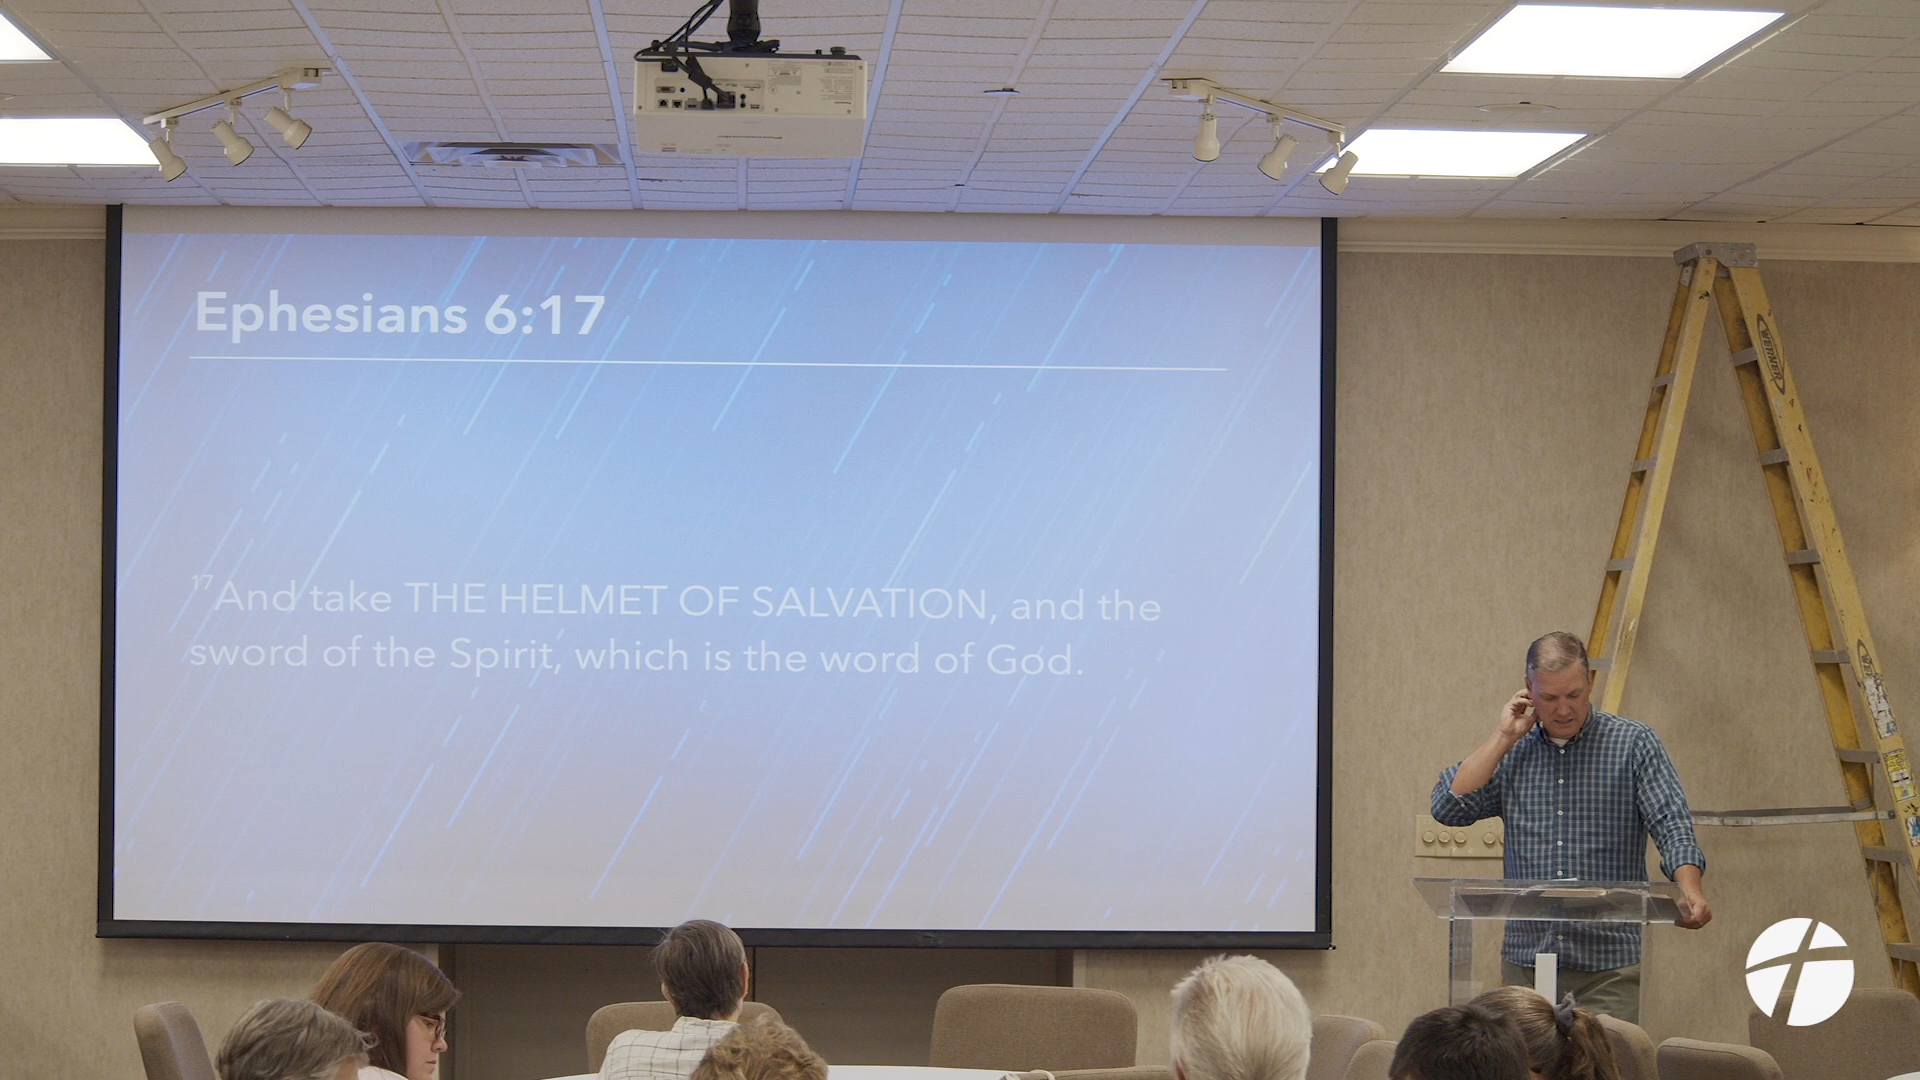 Ephesians 6:17
17And take THE HELMET OF SALVATION, and the
sword of the Spirit, which is the word of God.
WERNER